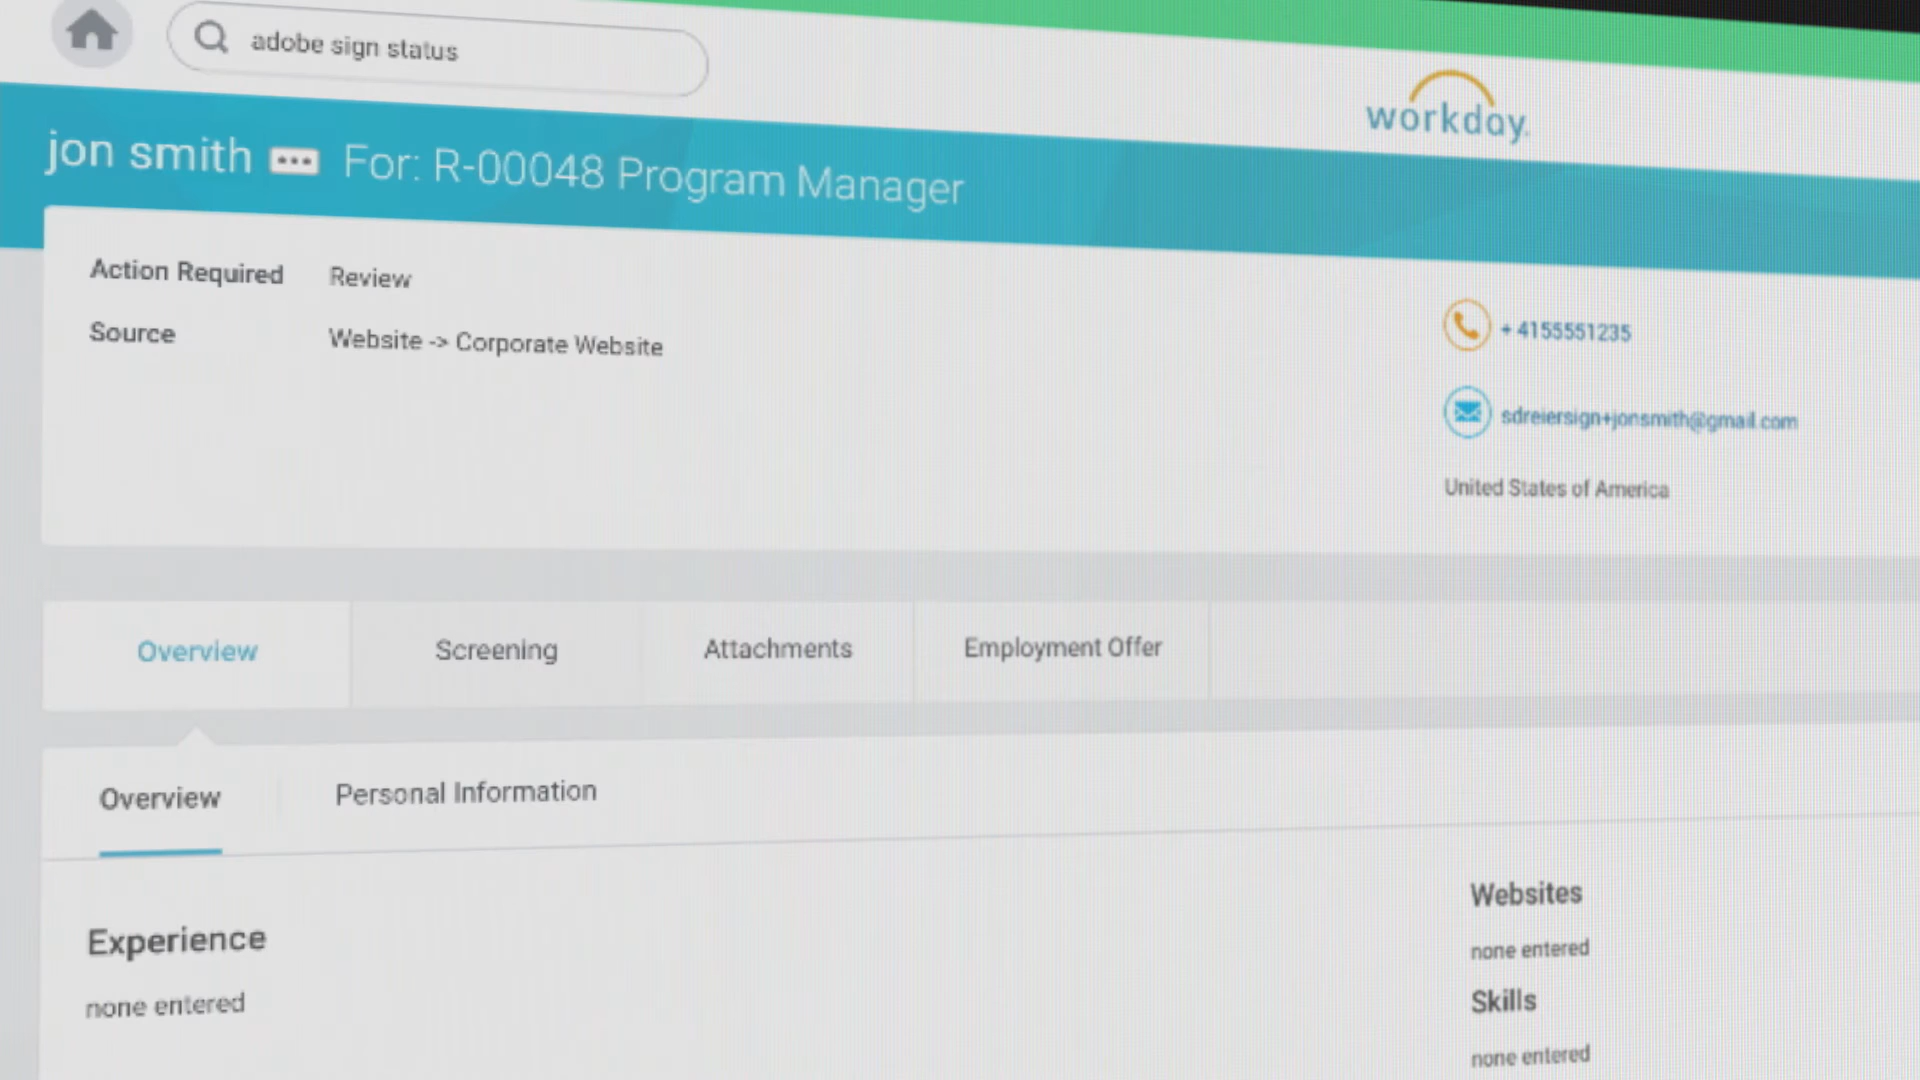 adobe sign status
workday.
jon smith ••• For: R-00048 Program Manager
Action Required Review
Source Website -> Corporate Website
+ 4155551235
sdreiersign+jonsmith@gmail.com
United States of America
Overview Screening Attachments Employment Offer
Overview Personal Information
Experience
none entered
Websites
none entered
Skills
none entered